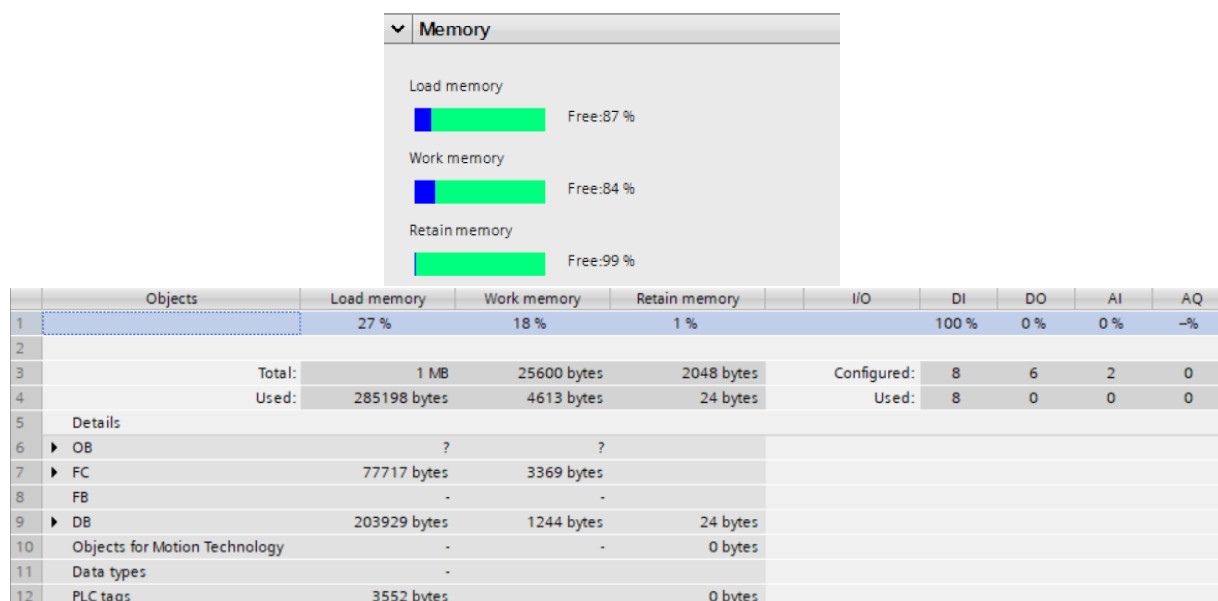 Memory
Load memory
Free:87 %
Work memory
Free:84 %
Retain memory
Free:99 %
Objects Load memory Work memory Retain memory I/O DI DO AI AQ
1 27 % 18 % 1 % 100 % 0 % 0 % --%
2
3 Total: 1 MB 25600 bytes 2048 bytes Configured: 8 6 2 0
4 Used: 285198 bytes 4613 bytes 24 bytes Used: 8 0 0 0
5 Details
6 OB ? ?
7 FC 77717 bytes 3369 bytes
8 FB - -
9 DB 203929 bytes 1244 bytes 24 bytes
10 Objects for Motion Technology - - 0 bytes
11 Data types -
12 PLC tags 3552 bytes 0 bytes